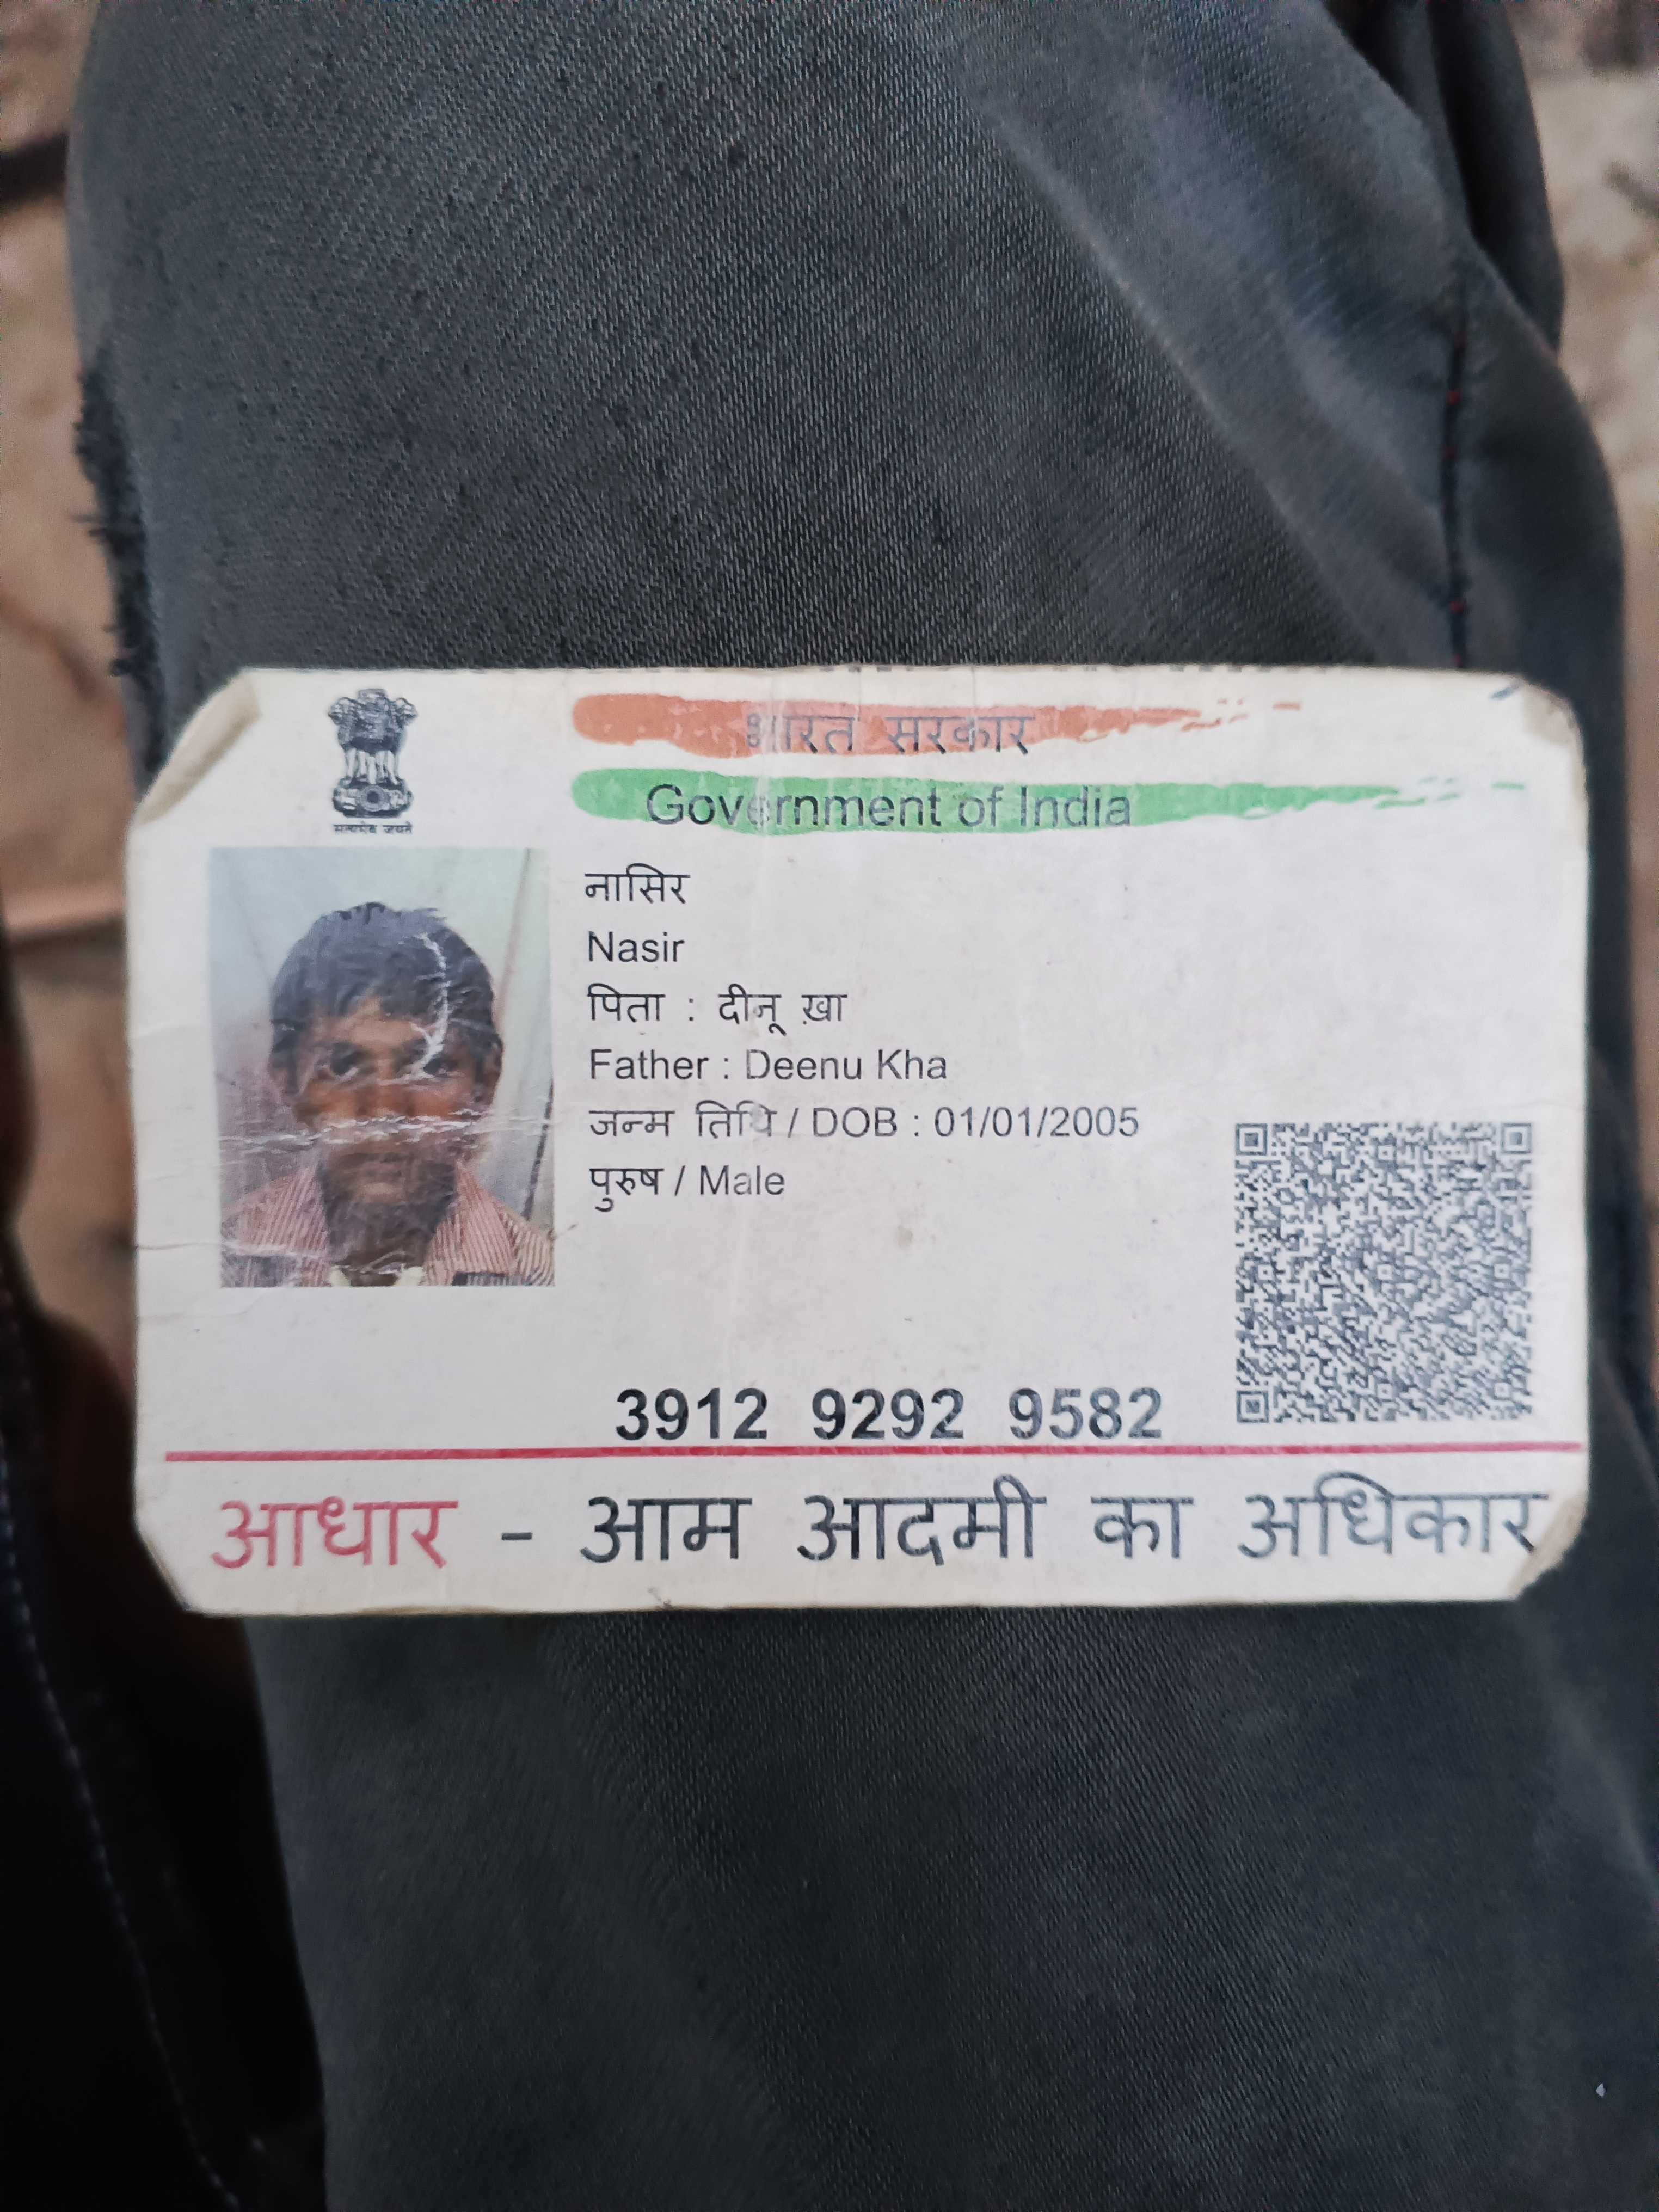 सत्यमेव जयते
भारत सरकार
Government of India
नासिर
Nasir
पिता : दीनू ख़ा
Father : Deenu Kha
जन्म तिथि / DOB : 01/01/2005
पुरुष / Male
3912 9292 9582
आधार - आम आदमी का अधिकार